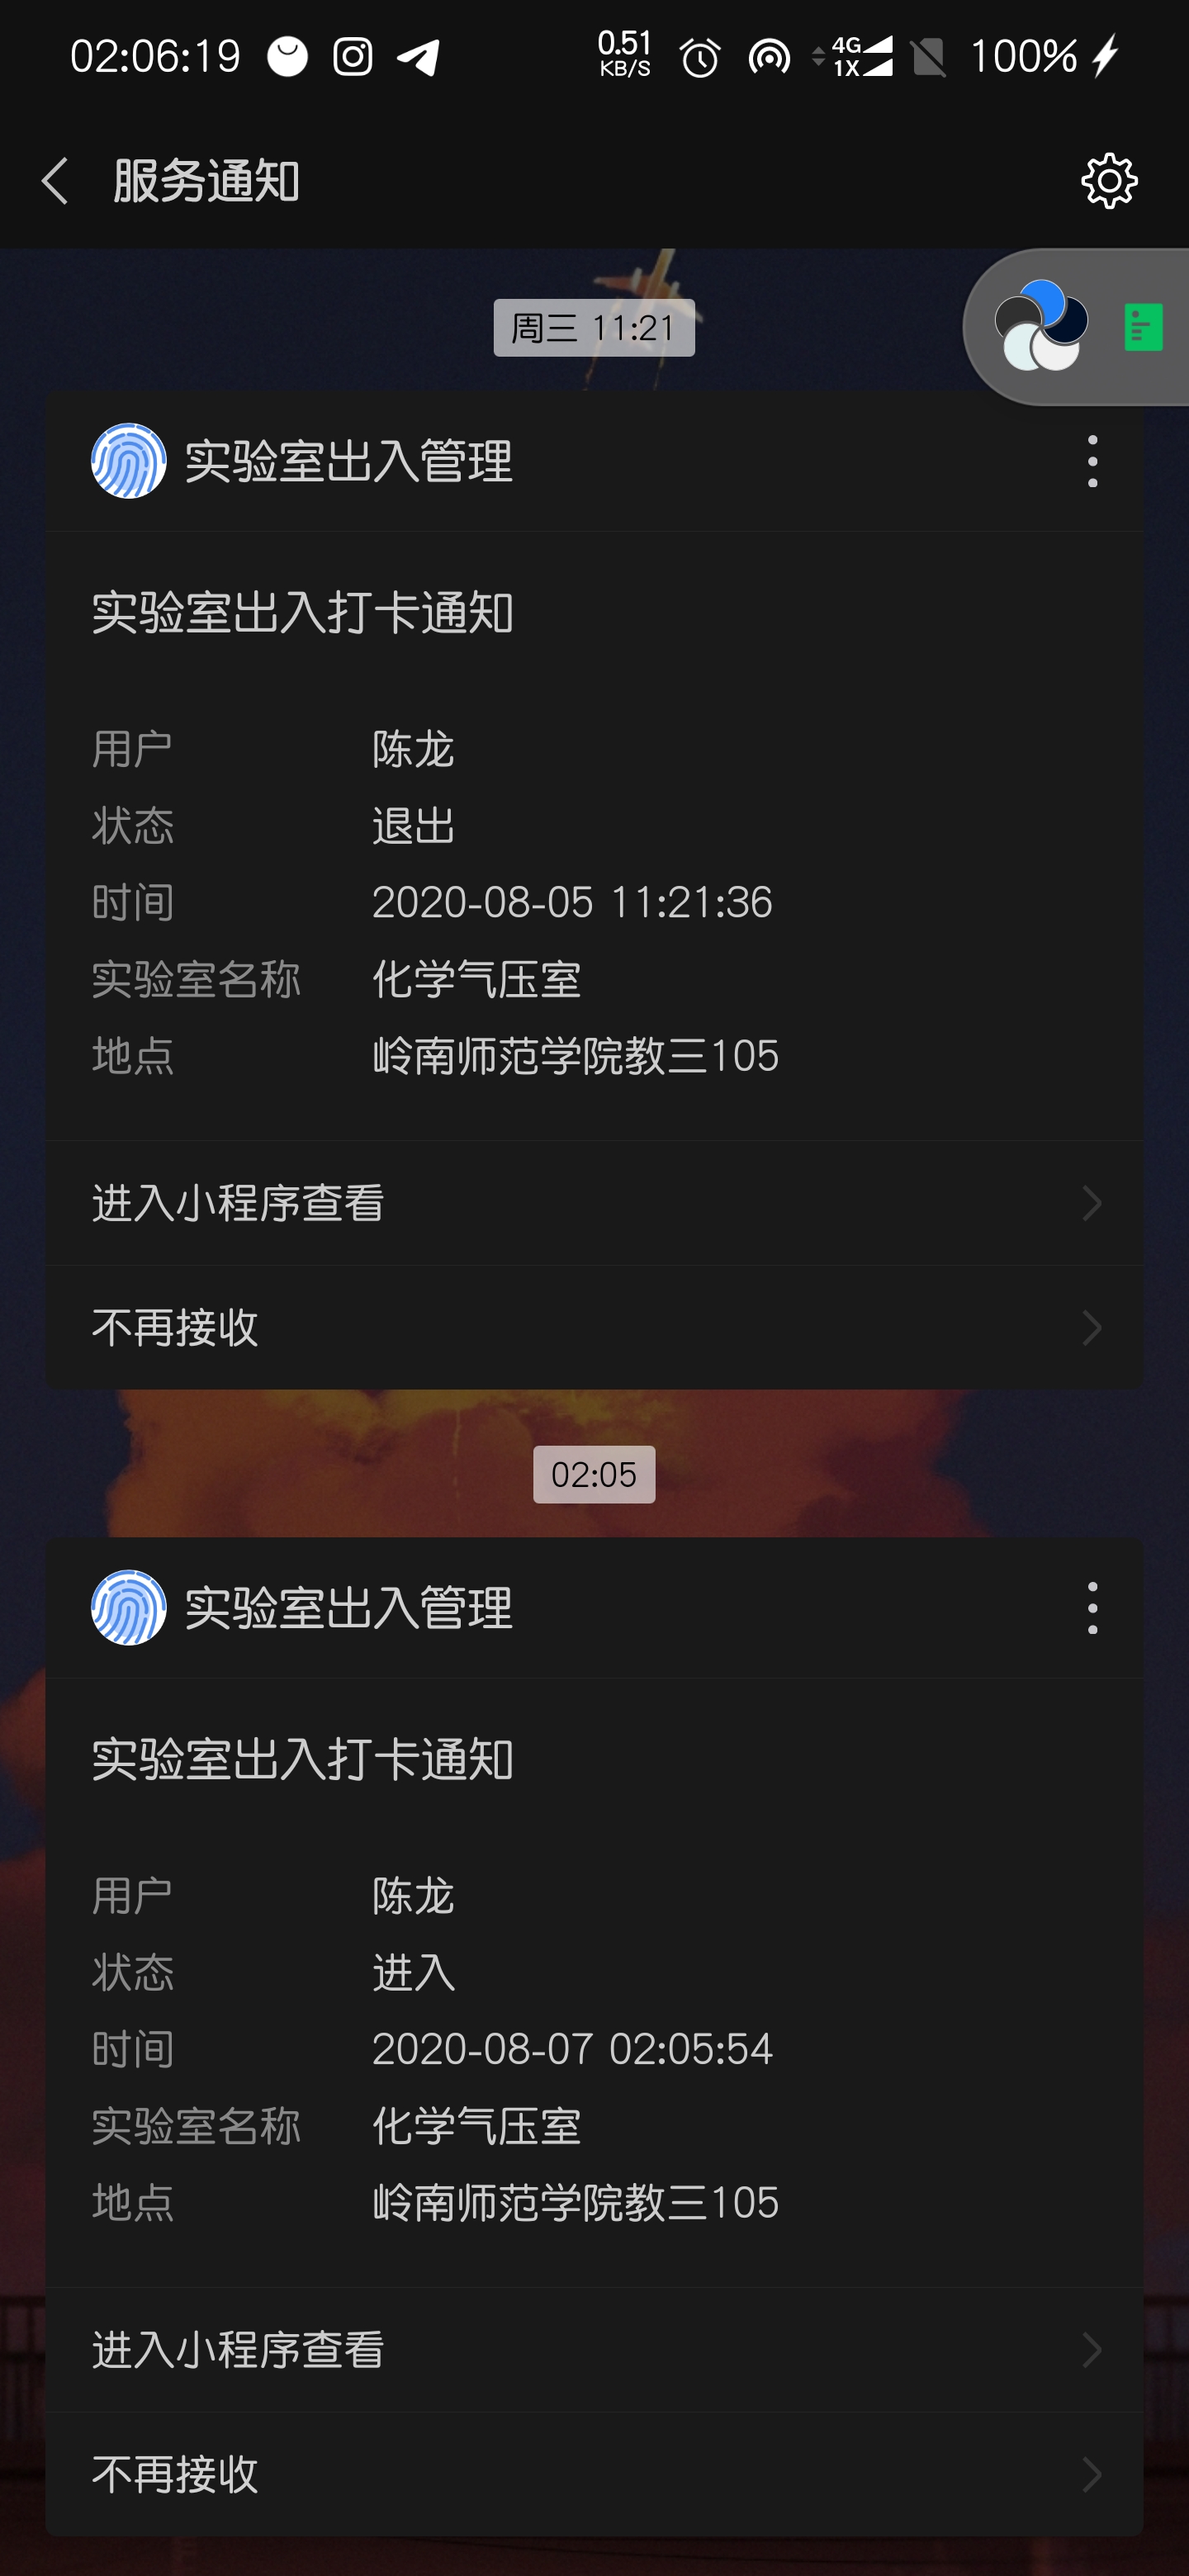 02:06:19 0.51 KB/S 4G 1X 100%
服务通知
周三 11:21
实验室出入管理
实验室出入打卡通知
用户 陈龙
状态 退出
时间 2020-08-05 11:21:36
实验室名称 化学气压室
地点 岭南师范学院教三105
进入小程序查看
不再接收
02:05
实验室出入管理
实验室出入打卡通知
用户 陈龙
状态 进入
时间 2020-08-07 02:05:54
实验室名称 化学气压室
地点 岭南师范学院教三105
进入小程序查看
不再接收